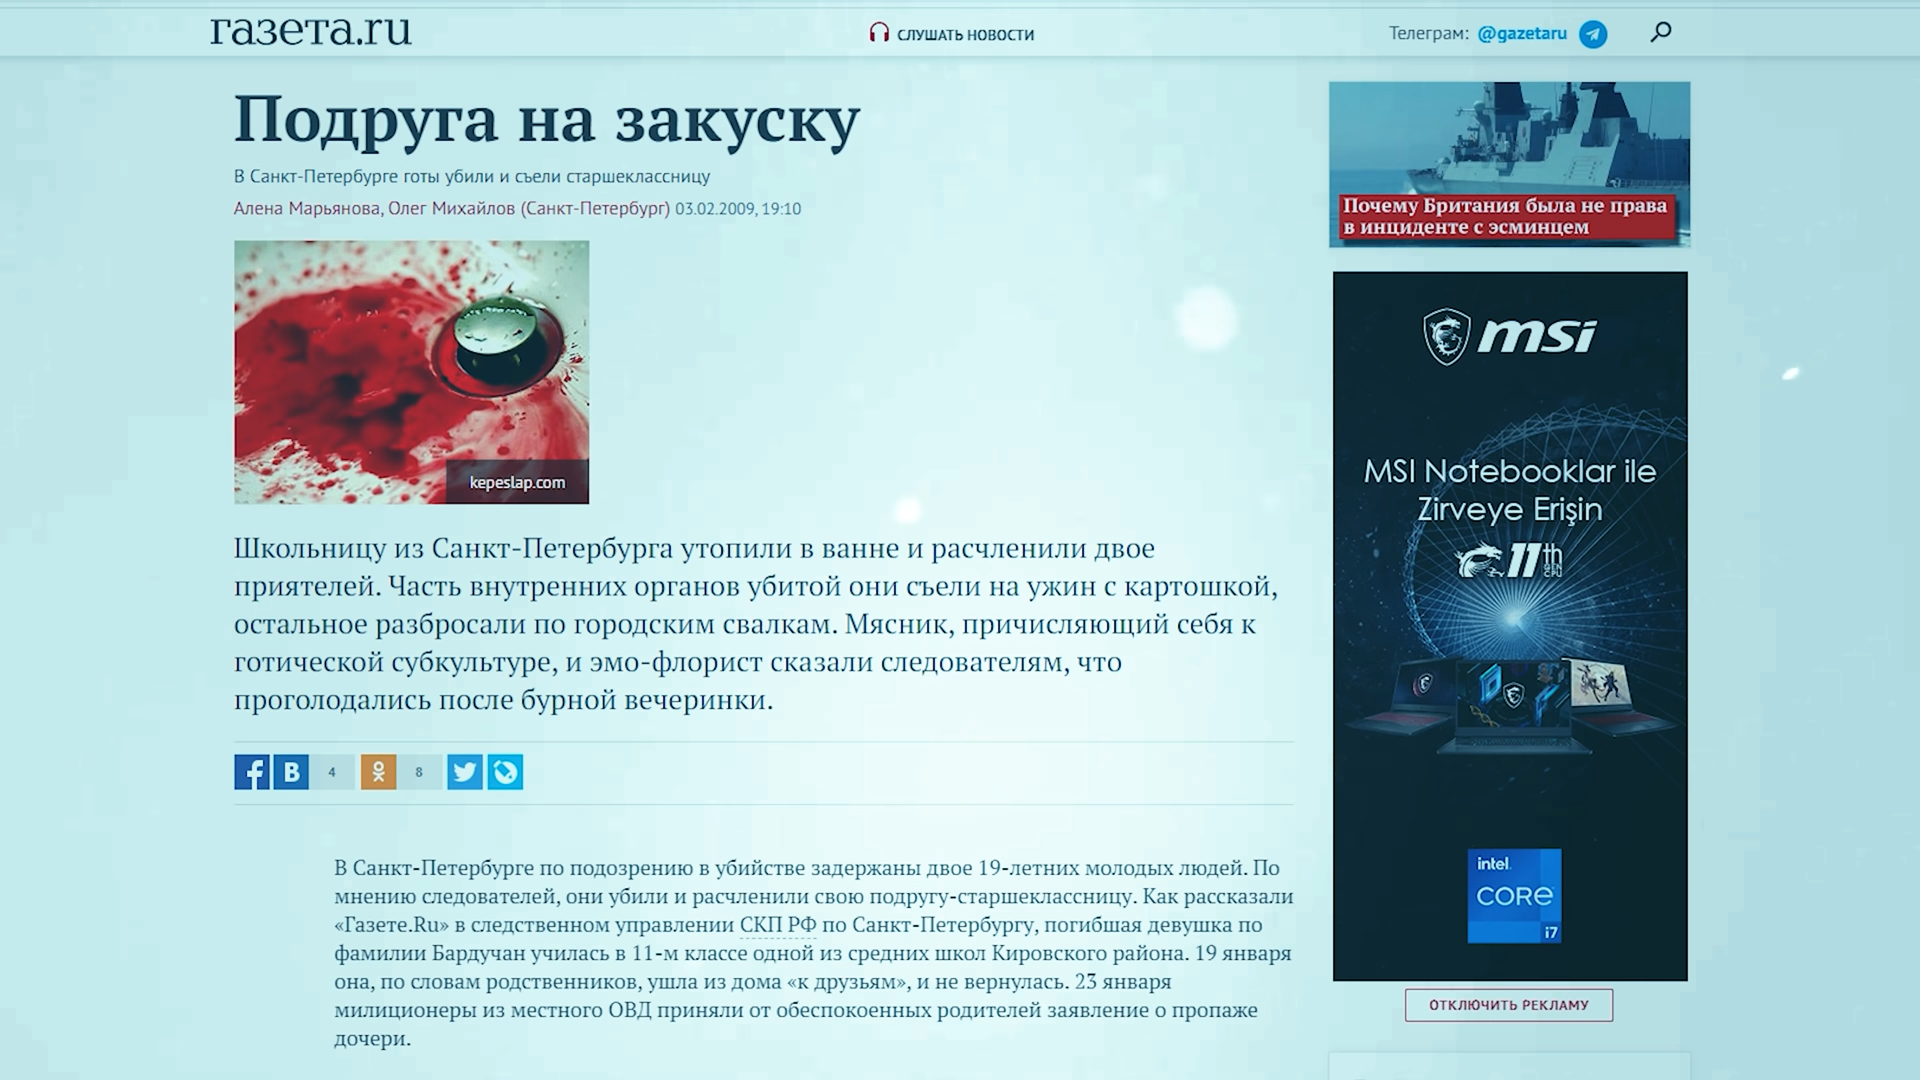 газета.ru
СЛУШАТЬ НОВОСТИ
Телеграм: @gazetaru
Подруга на закуску
В Санкт-Петербурге готы убили и съели старшеклассницу
Алена Марьянова, Олег Михайлов (Санкт-Петербург) 03.02.2009, 19:10
kepeslap.com
Школьницу из Санкт-Петербурга утопили в ванне и расчленили двое
приятелей. Часть внутренних органов убитой они съели на ужин с картошкой,
остальное разбросали по городским свалкам. Мясник, причисляющий себя к
готической субкультуре, и эмо-флорист сказали следователям, что
проголодались после бурной вечеринки.
4
8
В Санкт-Петербурге по подозрению в убийстве задержаны двое 19-летних молодых людей. По
мнению следователей, они убили и расчленили свою подругу-старшеклассницу. Как рассказали
«Газете.Ru» в следственном управлении СКП РФ по Санкт-Петербургу, погибшая девушка по
фамилии Бардучан училась в 11-м классе одной из средних школ Кировского района. 19 января
она, по словам родственников, ушла из дома «к друзьям», и не вернулась. 23 января
милиционеры из местного ОВД приняли от обеспокоенных родителей заявление о пропаже
дочери.
Почему Британия была не права
в инциденте с эсминцем
msi
MSI Notebooklar ile
Zirveye Erişin
11th
GEN
CPU
intel
CORE
i7
ОТКЛЮЧИТЬ РЕКЛАМУ